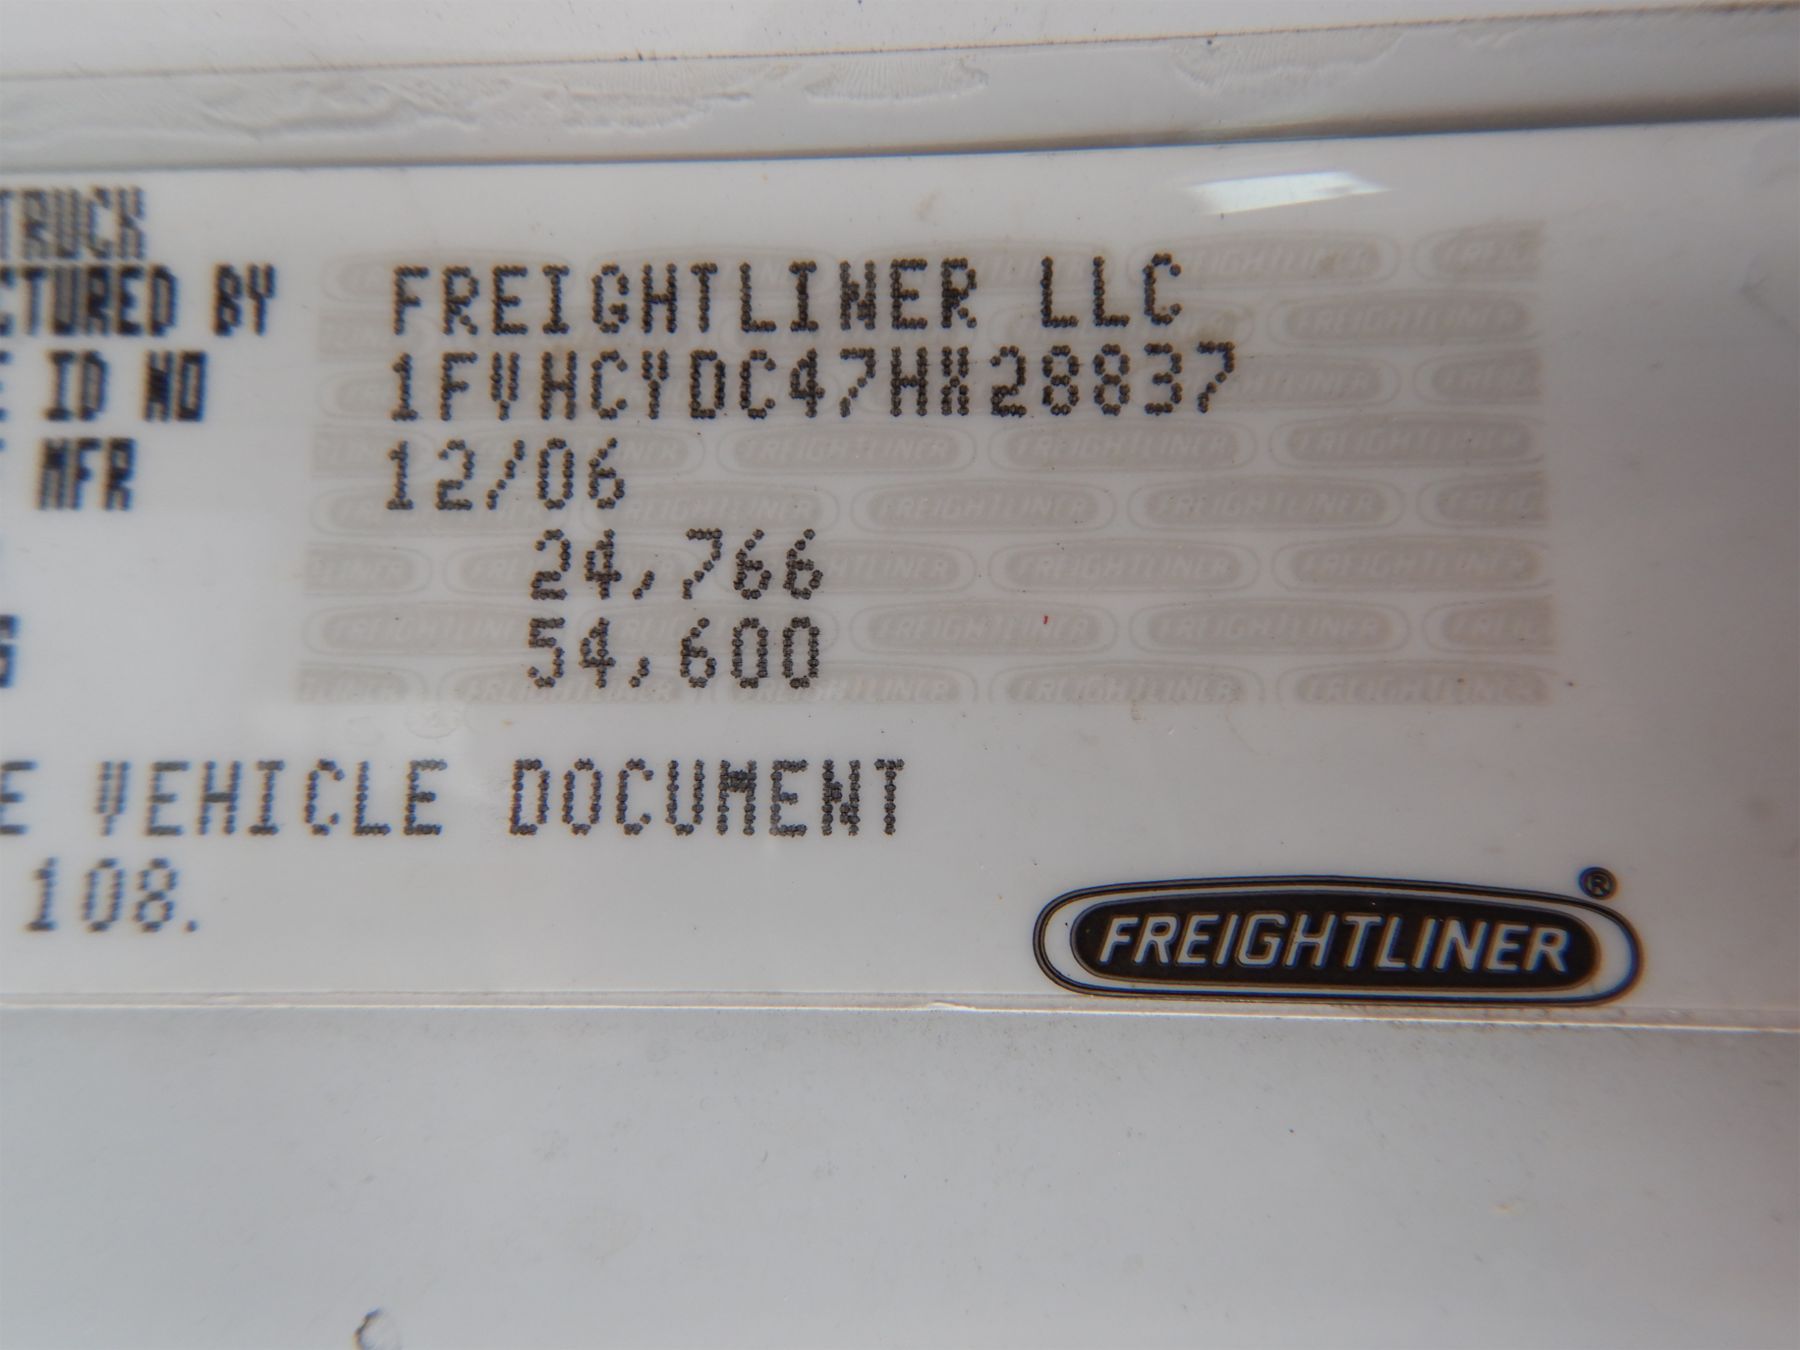 TRUCK
CTURED BY FREIGHTLINER LLC
E ID NO 1FVHCYDC47HX28837
MFR 12/06
24,766
G 54,600
E VEHICLE DOCUMENT
108.
FREIGHTLINER®